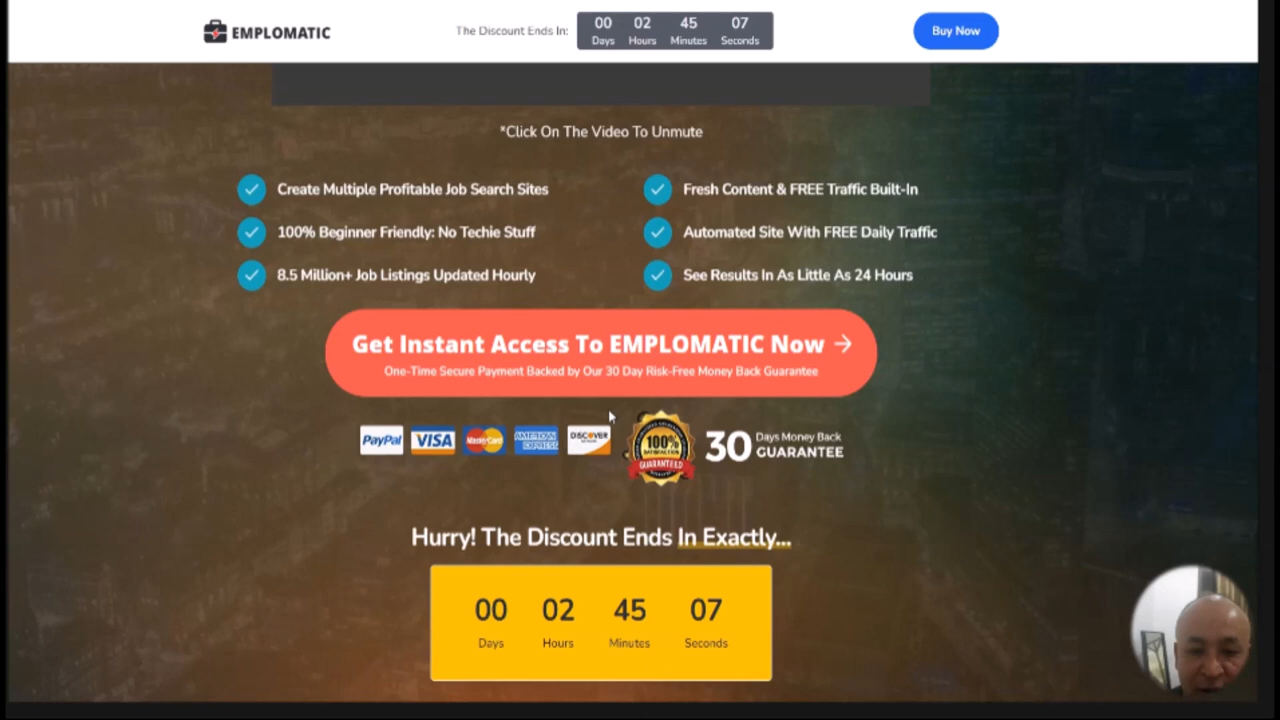 EMPLOMATIC
The Discount Ends In:
00 02 45 07
Days Hours Minutes Seconds
Buy Now
*Click On The Video To Unmute
Create Multiple Profitable Job Search Sites
Fresh Content & FREE Traffic Built-In
100% Beginner Friendly: No Techie Stuff
Automated Site With FREE Daily Traffic
8.5 Million+ Job Listings Updated Hourly
See Results In As Little As 24 Hours
Get Instant Access To EMPLOMATIC Now
One-Time Secure Payment Backed by Our 30 Day Risk-Free Money Back Guarantee
PayPal VISA MasterCard AMERICAN EXPRESS DISCOVER
100%
SATISFACTION
GUARANTEED
30 Days Money Back
GUARANTEE
Hurry! The Discount Ends In Exactly...
00 02 45 07
Days Hours Minutes Seconds